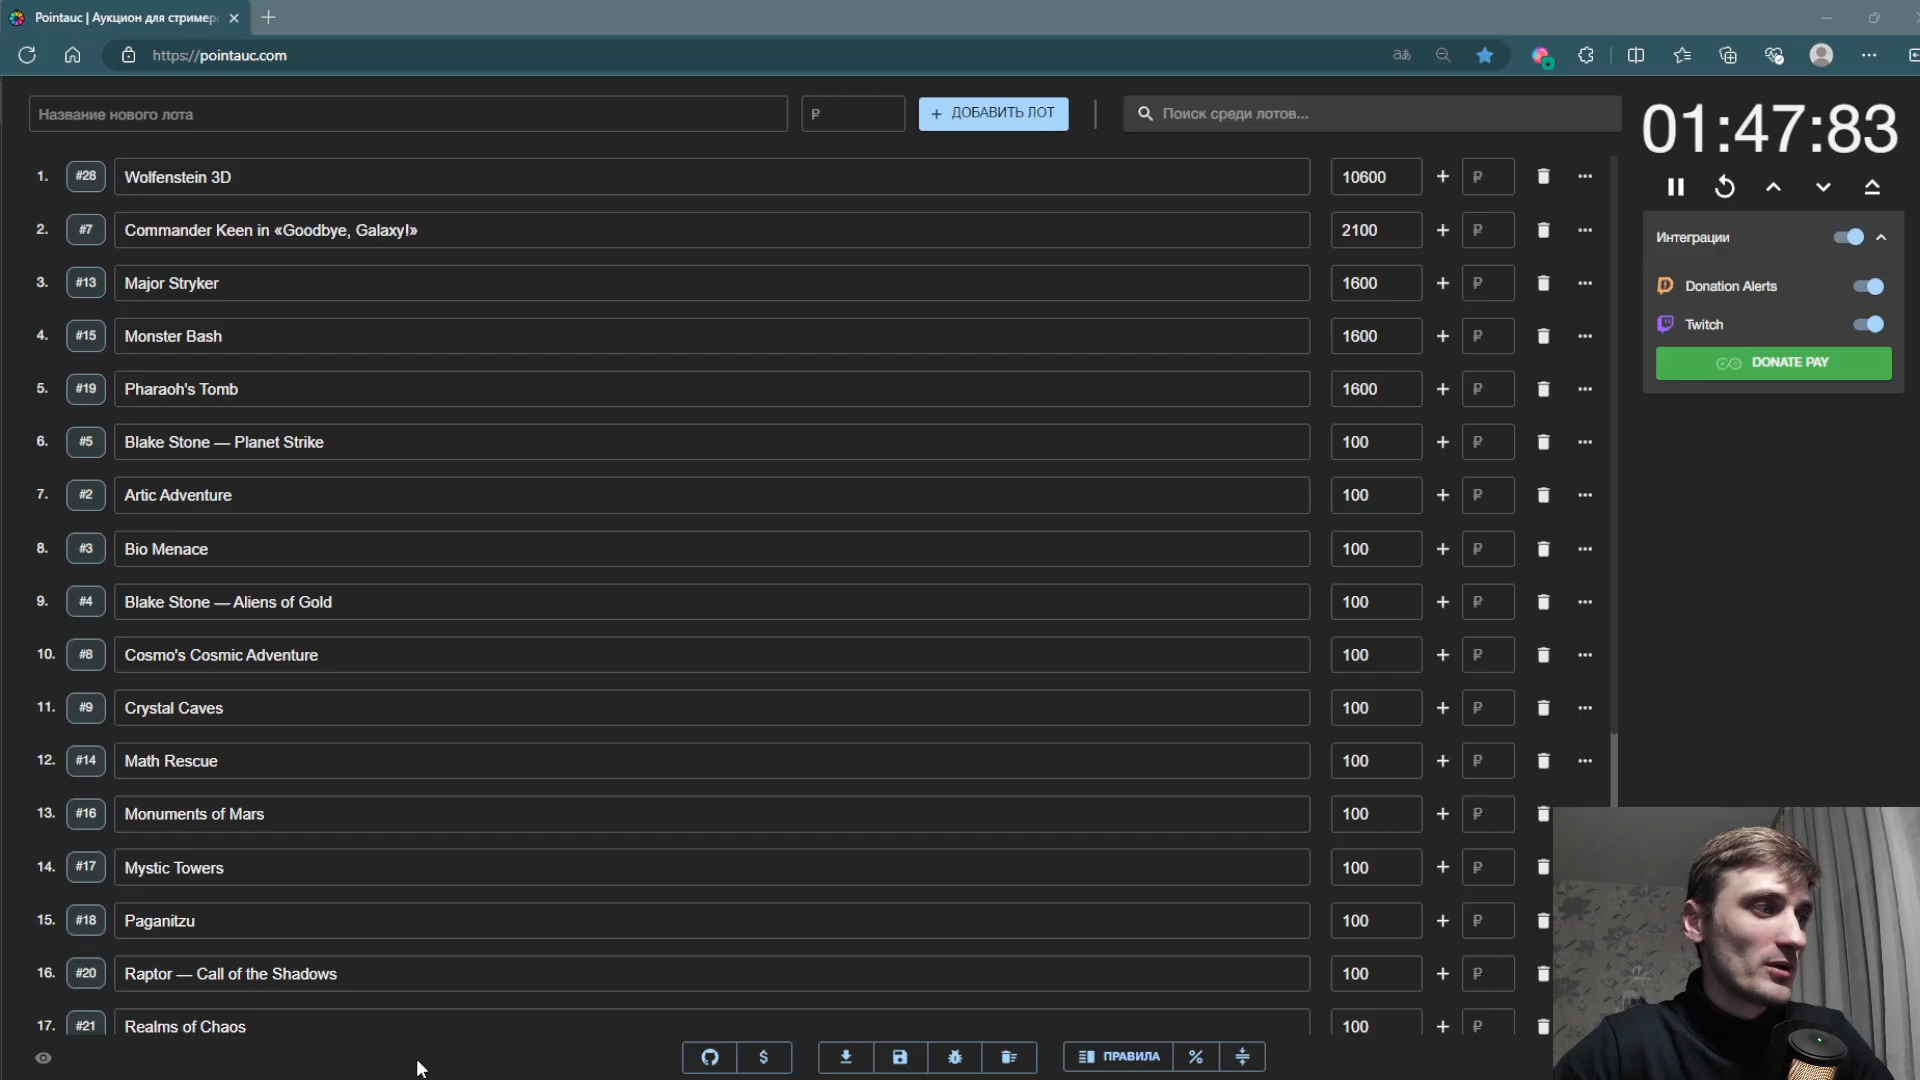 Pointauc | Аукцион для стример
https://pointauc.com
Название нового лота
₽
+ ДОБАВИТЬ ЛОТ
Поиск среди лотов...
01:47:83
1. #28 Wolfenstein 3D 10600 + ₽
2. #7 Commander Keen in «Goodbye, Galaxy!» 2100 + ₽
3. #13 Major Stryker 1600 + ₽
4. #15 Monster Bash 1600 + ₽
5. #19 Pharaoh's Tomb 1600 + ₽
6. #5 Blake Stone — Planet Strike 100 + ₽
7. #2 Artic Adventure 100 + ₽
8. #3 Bio Menace 100 + ₽
9. #4 Blake Stone — Aliens of Gold 100 + ₽
10. #8 Cosmo's Cosmic Adventure 100 + ₽
11. #9 Crystal Caves 100 + ₽
12. #14 Math Rescue 100 + ₽
13. #16 Monuments of Mars 100 + ₽
14. #17 Mystic Towers 100 + ₽
15. #18 Paganitzu 100 + ₽
16. #20 Raptor — Call of the Shadows 100 + ₽
17. #21 Realms of Chaos 100 + ₽
Интеграции
Donation Alerts
Twitch
DONATE PAY
$
ПРАВИЛА
%